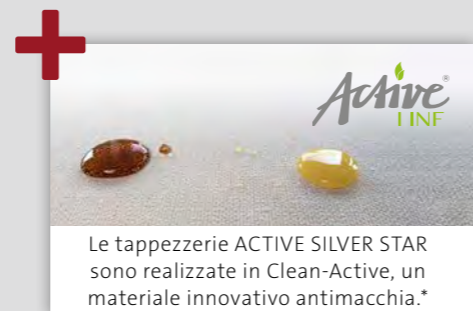 Active®
LINE
Le tappezzerie ACTIVE SILVER STAR
sono realizzate in Clean-Active, un
materiale innovativo antimacchia.*